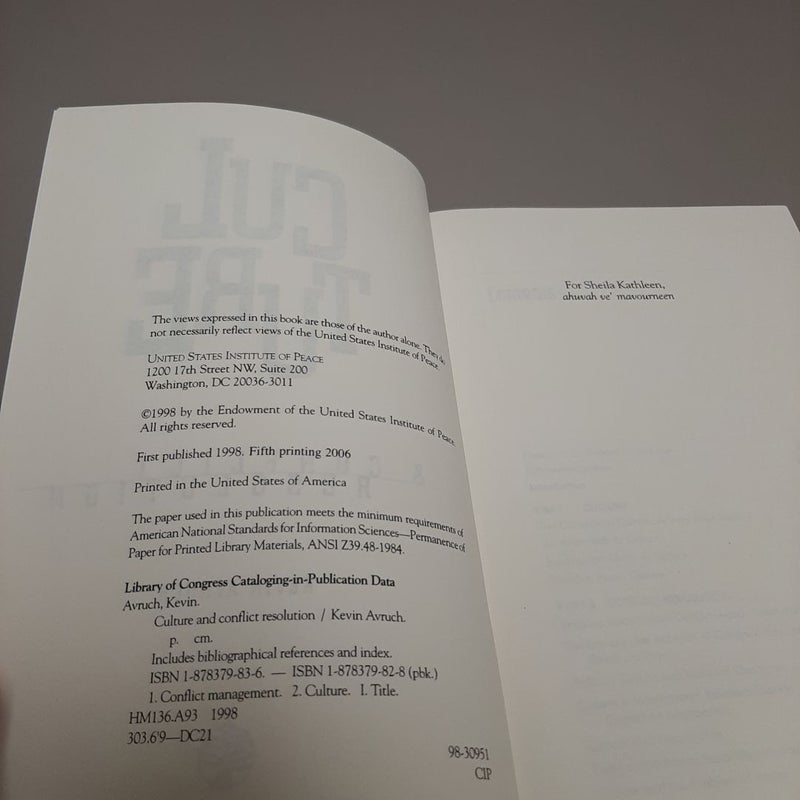 The views expressed in this book are those of the author alone. They do
not necessarily reflect views of the United States Institute of Peace.
UNITED STATES INSTITUTE OF PEACE
1200 17th Street NW, Suite 200
Washington, DC 20036-3011
©1998 by the Endowment of the United States Institute of Peace.
All rights reserved.
First published 1998. Fifth printing 2006
Printed in the United States of America
The paper used in this publication meets the minimum requirements of
American National Standards for Information Sciences—Permanence of
Paper for Printed Library Materials, ANSI Z39.48-1984.
Library of Congress Cataloging-in-Publication Data
Avruch, Kevin.
Culture and conflict resolution / Kevin Avruch.
p. cm.
Includes bibliographical references and index.
ISBN 1-878379-83-6. — ISBN 1-878379-82-8 (pbk.)
1. Conflict management. 2. Culture. I. Title.
HM136.A93 1998
303.6'9—DC21
98-30951
CIP
For Sheila Kathleen,
ahuvah ve' mavourneen